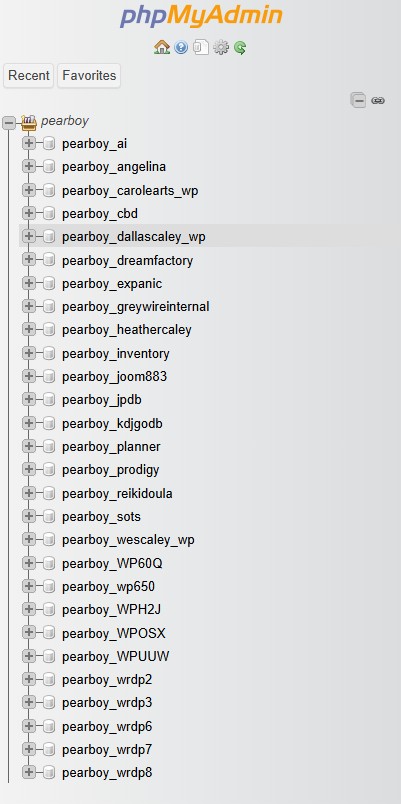 phpMyAdmin
Recent Favorites
pearboy
pearboy_ai
pearboy_angelina
pearboy_carolearts_wp
pearboy_cbd
pearboy_dallascaley_wp
pearboy_dreamfactory
pearboy_expanic
pearboy_greywireinternal
pearboy_heathercaley
pearboy_inventory
pearboy_joom883
pearboy_jpdb
pearboy_kdjgodb
pearboy_planner
pearboy_prodigy
pearboy_reikidoula
pearboy_sots
pearboy_wescaley_wp
pearboy_WP60Q
pearboy_wp650
pearboy_WPH2J
pearboy_WPOSX
pearboy_WPUUW
pearboy_wrdp2
pearboy_wrdp3
pearboy_wrdp6
pearboy_wrdp7
pearboy_wrdp8